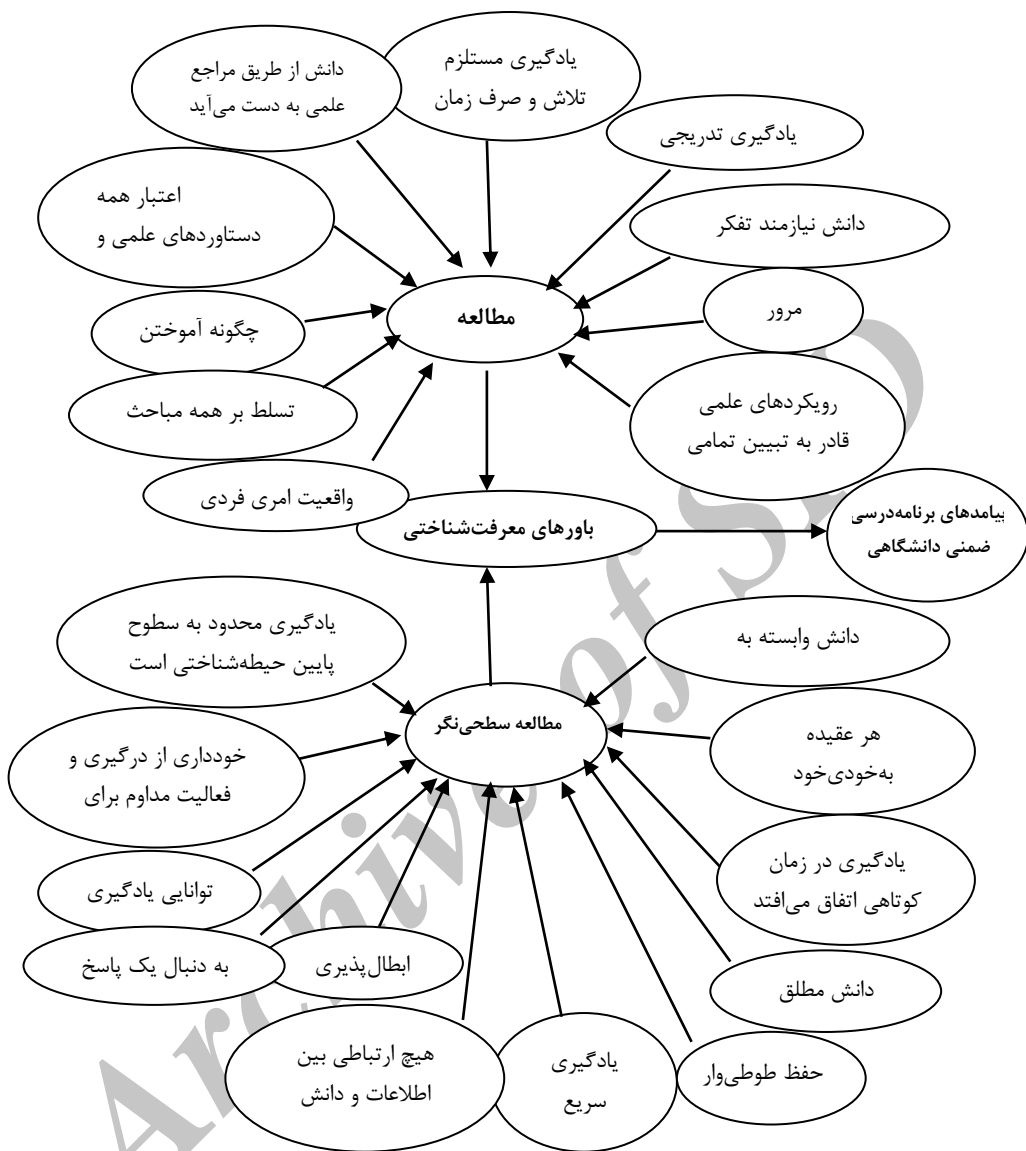 دانش از طریق مراجع
علمی به دست می‌آید
یادگیری مستلزم
تلاش و صرف زمان
یادگیری تدریجی
اعتبار همه
دستاوردهای علمی و
دانش نیازمند تفکر
مطالعه
مرور
چگونه آموختن
تسلط بر همه مباحث
رویکردهای علمی
قادر به تبیین تمامی
واقعیت امری فردی
باورهای معرفت‌شناختی
پیامدهای برنامه‌درسی
ضمنی دانشگاهی
یادگیری محدود به سطوح
پایین حیطه‌شناختی است
دانش وابسته به
مطالعه سطحی‌نگر
هر عقیده
به‌خودی‌خود
خودداری از درگیری و
فعالیت مداوم برای
یادگیری در زمان
کوتاهی اتفاق می‌افتد
توانایی یادگیری
به دنبال یک پاسخ
ابطال‌پذیری
دانش مطلق
هیچ ارتباطی بین
اطلاعات و دانش
یادگیری
سریع
حفظ طوطی‌وار
Archive of SID